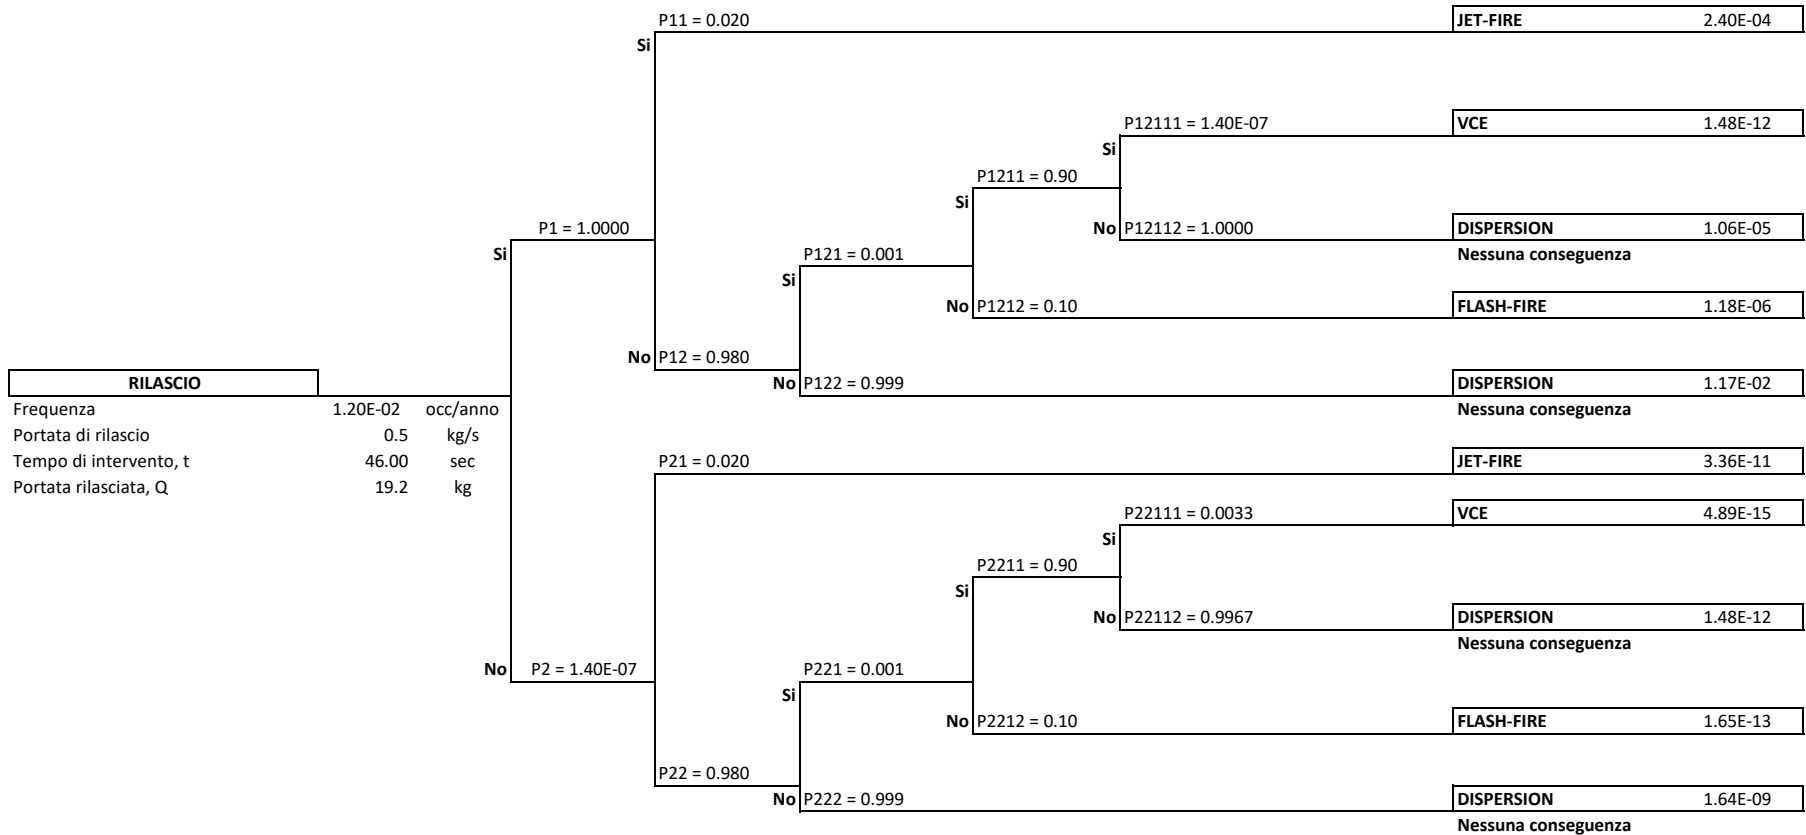 P11 = 0.020 JET-FIRE 2.40E-04
Si
P12111 = 1.40E-07 VCE 1.48E-12
Si
P1211 = 0.90
Si
P1 = 1.0000 No P12112 = 1.0000 DISPERSION 1.06E-05
Si P121 = 0.001 Nessuna conseguenza
Si
No P1212 = 0.10 FLASH-FIRE 1.18E-06
No P12 = 0.980
RILASCIO No P122 = 0.999 DISPERSION 1.17E-02
Frequenza 1.20E-02 occ/anno Nessuna conseguenza
Portata di rilascio 0.5 kg/s
Tempo di intervento, t 46.00 sec P21 = 0.020 JET-FIRE 3.36E-11
Portata rilasciata, Q 19.2 kg
P22111 = 0.0033 VCE 4.89E-15
Si
P2211 = 0.90
Si
No P22112 = 0.9967 DISPERSION 1.48E-12
Nessuna conseguenza
No P2 = 1.40E-07 P221 = 0.001
Si
No P2212 = 0.10 FLASH-FIRE 1.65E-13
P22 = 0.980
No P222 = 0.999 DISPERSION 1.64E-09
Nessuna conseguenza